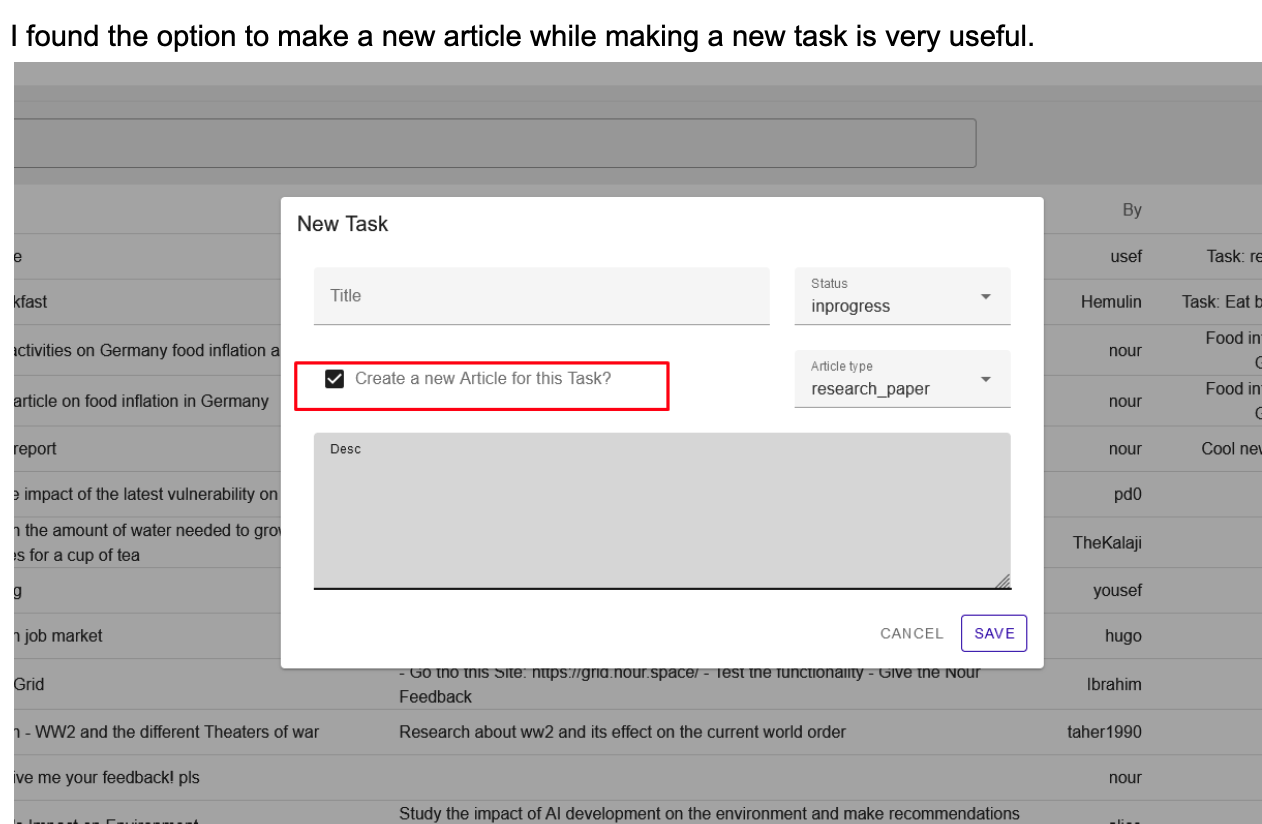 I found the option to make a new article while making a new task is very useful.
By
New Task
e
usef
Task: re
Title
Status
inprogress
kfast
Hemulin
Task: Eat b
activities on Germany food inflation a
nour
Food in
Create a new Article for this Task?
Article type
research_paper
article on food inflation in Germany
nour
Food in
Desc
report
nour
Cool nev
e impact of the latest vulnerability on
pd0
n the amount of water needed to grow
es for a cup of tea
TheKalaji
g
yousef
CANCEL
SAVE
n job market
hugo
Grid
- Go tho this Site: https://grid.nour.space/ - Test the functionality - Give the Nour
Feedback
Ibrahim
n - WW2 and the different Theaters of war
Research about ww2 and its effect on the current world order
taher1990
ive me your feedback! pls
nour
Study the impact of AI development on the environment and make recommendations
Impact on Environment